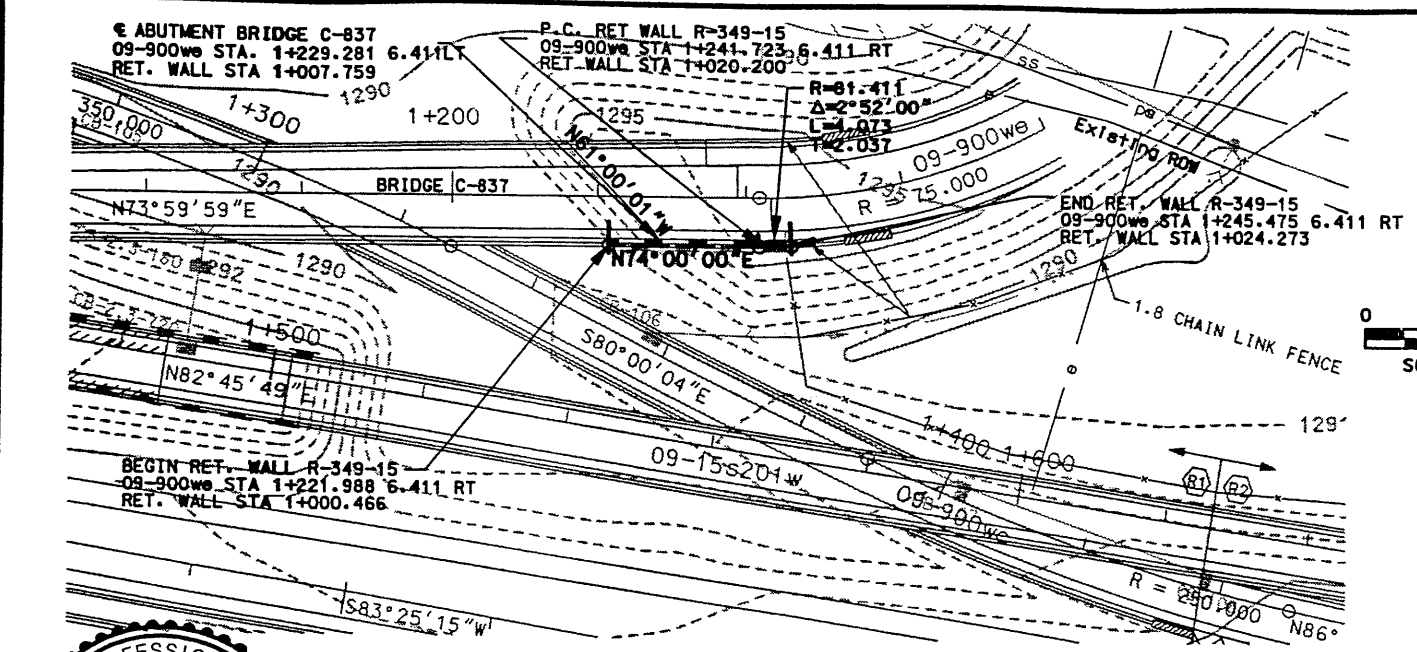 ℄ ABUTMENT BRIDGE C-837
09-900we STA. 1+229.281 6.411LT
RET. WALL STA 1+007.759
P.C. RET WALL R-349-15
09-900we STA 1+241.723 6.411 RT
RET WALL STA 1+020.200
R=81.411
Δ=2°52'00"
L=4.073
T=2.037
350.000
1+300
1290
1+200
1295
1290
N61°00'01"W
BRIDGE C-837
N73°59'59"E
09-900we
R = 75.000
ss
Existing ROW
END RET. WALL R-349-15
09-900we STA 1+245.475 6.411 RT
RET. WALL STA 1+024.273
N74°00'00"E
1290
1290
1292
1.8 CHAIN LINK FENCE
0
1+500
S80°00'04"E
N82°45'49"E
129'
1+400
1+600
BEGIN RET. WALL R-349-15
09-900we STA 1+221.988 6.411 RT
RET. WALL STA 1+000.466
09-15s201w
09-900we
R1
R2
R = 250.000
N86°
S83°25'15"W